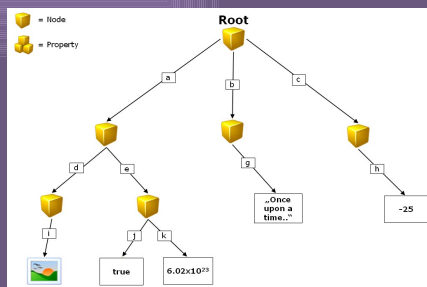 = Node
= Property
Root
a
b
c
d
e
g
h
i
j
k
„Once
upon a
time..“
-25
true
6.02x10²³